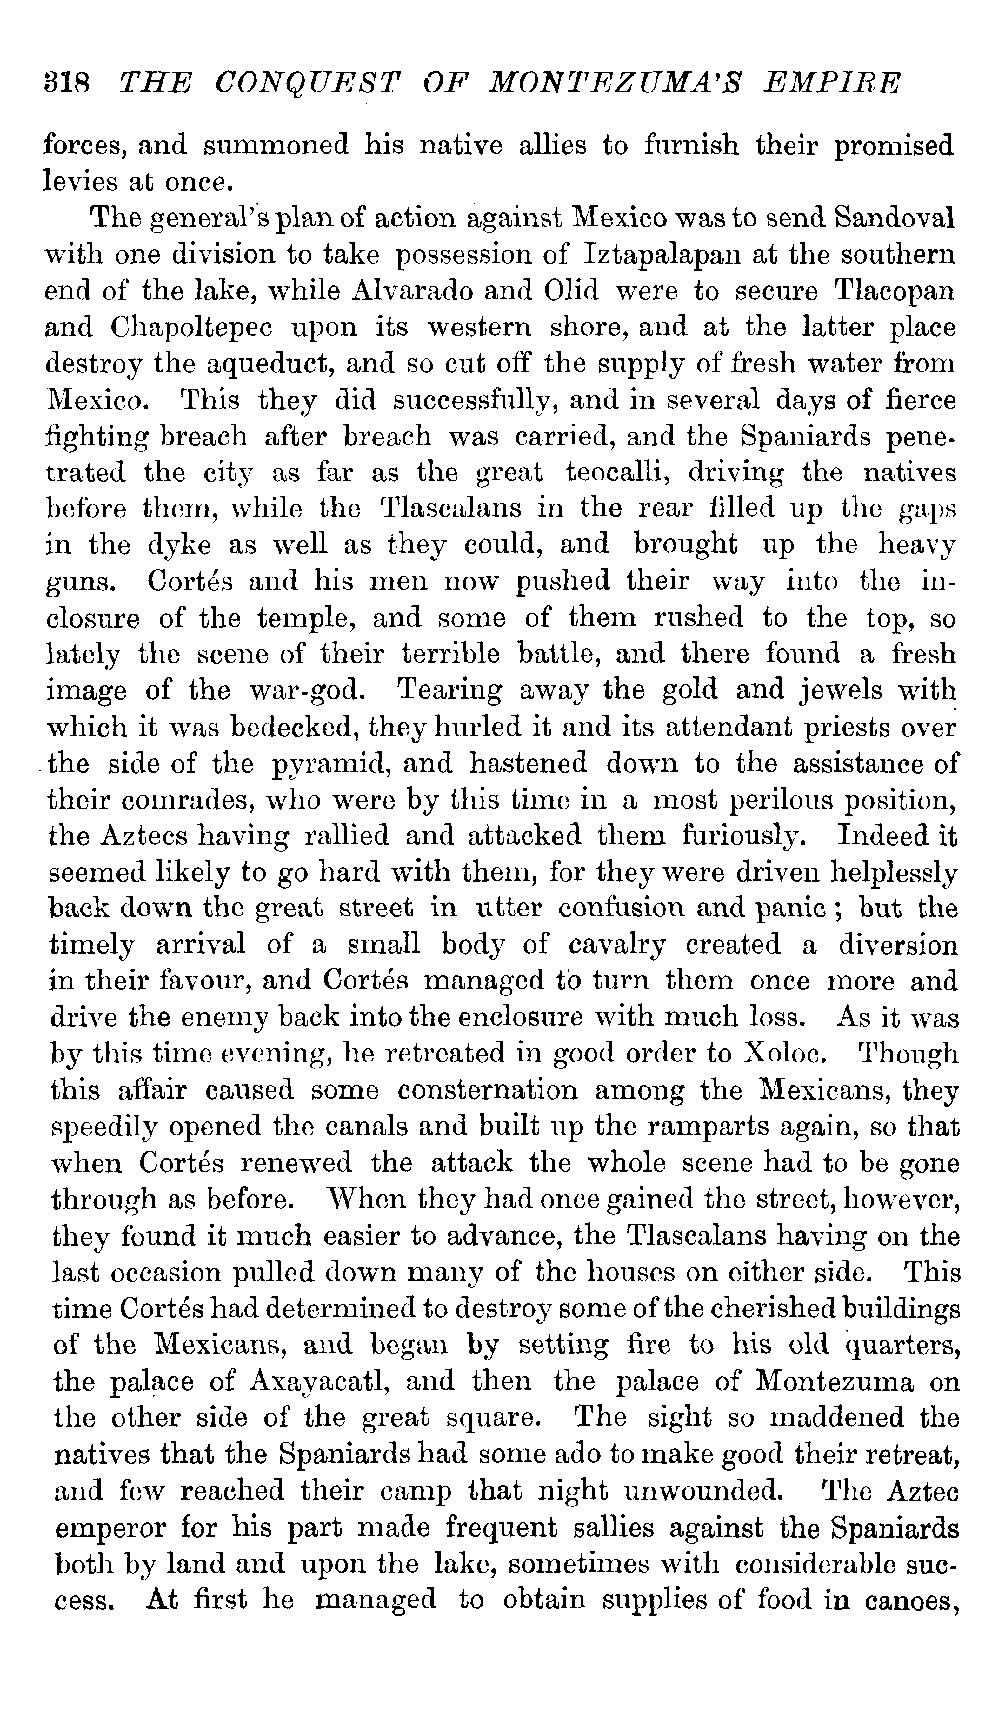 318 THE CONQUEST OF MONTEZUMA'S EMPIRE
forces, and summoned his native allies to furnish their promised
levies at once.
The general's plan of action against Mexico was to send Sandoval
with one division to take possession of Iztapalapan at the southern
end of the lake, while Alvarado and Olid were to secure Tlacopan
and Chapoltepec upon its western shore, and at the latter place
destroy the aqueduct, and so cut off the supply of fresh water from
Mexico. This they did successfully, and in several days of fierce
fighting breach after breach was carried, and the Spaniards pene-
trated the city as far as the great teocalli, driving the natives
before them, while the Tlascalans in the rear filled up the gaps
in the dyke as well as they could, and brought up the heavy
guns. Cortés and his men now pushed their way into the in-
closure of the temple, and some of them rushed to the top, so
lately the scene of their terrible battle, and there found a fresh
image of the war-god. Tearing away the gold and jewels with
which it was bedecked, they hurled it and its attendant priests over
the side of the pyramid, and hastened down to the assistance of
their comrades, who were by this time in a most perilous position,
the Aztecs having rallied and attacked them furiously. Indeed it
seemed likely to go hard with them, for they were driven helplessly
back down the great street in utter confusion and panic; but the
timely arrival of a small body of cavalry created a diversion
in their favour, and Cortés managed to turn them once more and
drive the enemy back into the enclosure with much loss. As it was
by this time evening, he retreated in good order to Xoloc. Though
this affair caused some consternation among the Mexicans, they
speedily opened the canals and built up the ramparts again, so that
when Cortés renewed the attack the whole scene had to be gone
through as before. When they had once gained the street, however,
they found it much easier to advance, the Tlascalans having on the
last occasion pulled down many of the houses on either side. This
time Cortés had determined to destroy some of the cherished buildings
of the Mexicans, and began by setting fire to his old quarters,
the palace of Axayacatl, and then the palace of Montezuma on
the other side of the great square. The sight so maddened the
natives that the Spaniards had some ado to make good their retreat,
and few reached their camp that night unwounded. The Aztec
emperor for his part made frequent sallies against the Spaniards
both by land and upon the lake, sometimes with considerable suc-
cess. At first he managed to obtain supplies of food in canoes,